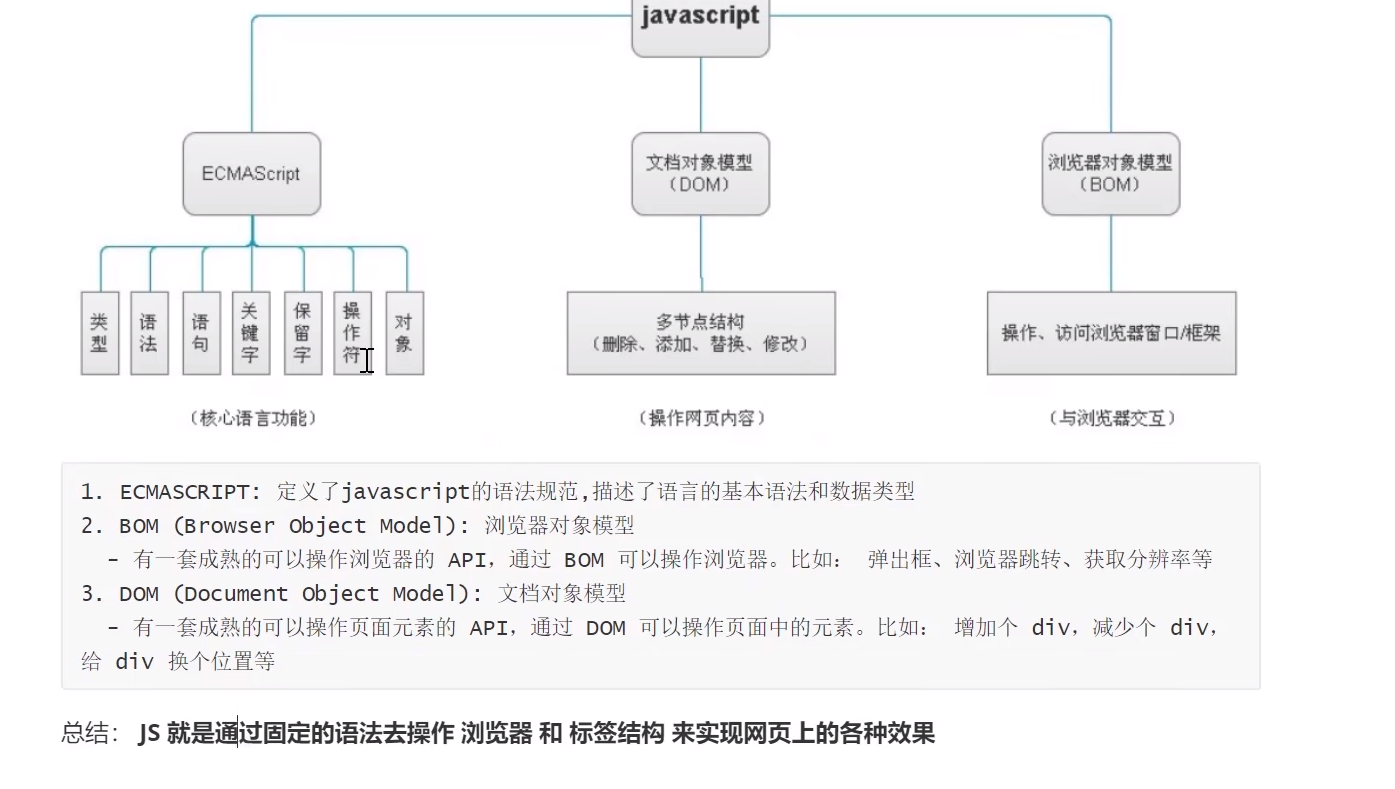 javascript
ECMAScript
文档对象模型
（DOM）
浏览器对象模型
（BOM）
类型
语法
语句
关键字
保留字
操作符
对象
多节点结构
（删除、添加、替换、修改）
操作、访问浏览器窗口/框架
（核心语言功能）
（操作网页内容）
（与浏览器交互）
1. ECMASCRIPT: 定义了javascript的语法规范,描述了语言的基本语法和数据类型
2. BOM (Browser Object Model): 浏览器对象模型
- 有一套成熟的可以操作浏览器的 API，通过 BOM 可以操作浏览器。比如： 弹出框、浏览器跳转、获取分辨率等
3. DOM (Document Object Model): 文档对象模型
- 有一套成熟的可以操作页面元素的 API，通过 DOM 可以操作页面中的元素。比如： 增加个 div，减少个 div，
给 div 换个位置等
总结： JS 就是通过固定的语法去操作 浏览器 和 标签结构 来实现网页上的各种效果